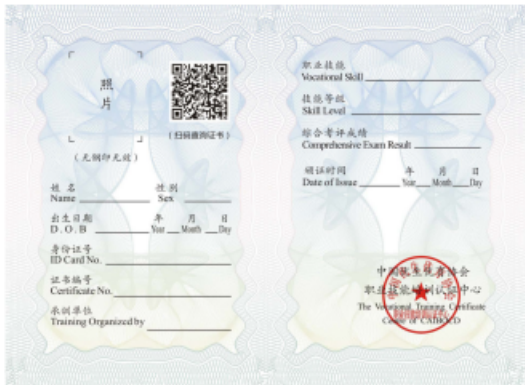 照
片
(扫码查询证书)
(无钢印无效)
姓 名
Name
性 别
Sex
出生日期
D . O . B
年 月 日
Year Month Day
身份证号
ID Card No.
证书编号
Certificate No.
承训单位
Training Organized by
职业技能
Vocational Skill
技能等级
Skill Level
综合考评成绩
Comprehensive Exam Result
颁证时间
Date of Issue
年 月 日
Year Month Day
中国优生优育协会
职业技能培训认证中心
The Vocational Training Certificate
Center of CAIHOCD